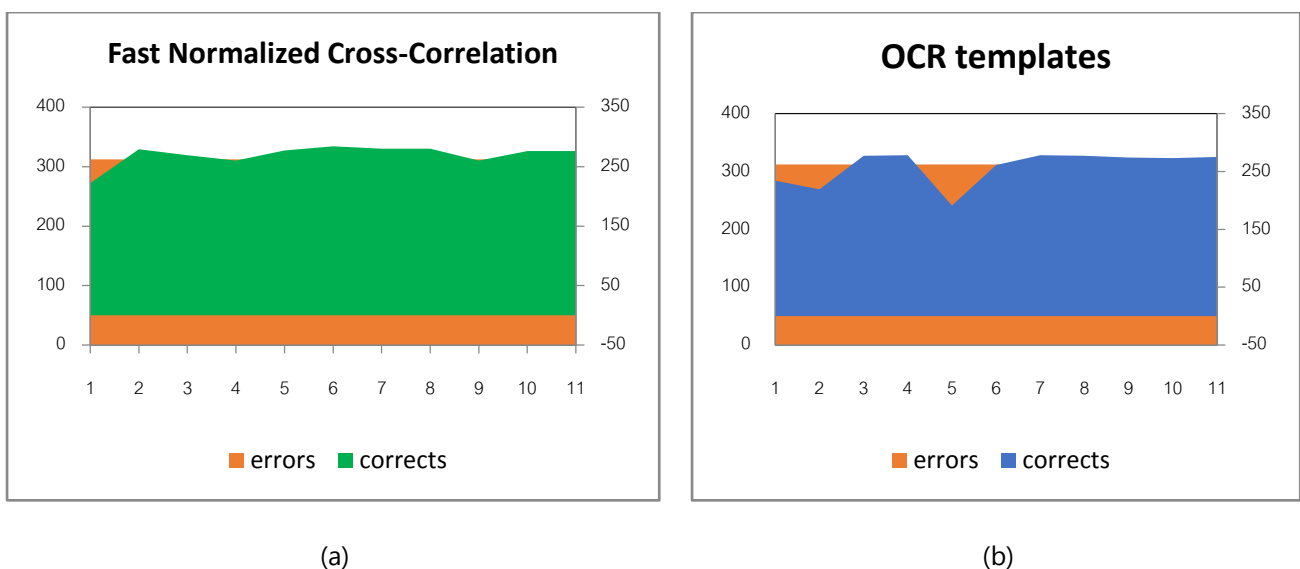 Fast Normalized Cross-Correlation
400
300
200
100
0
350
250
150
50
-50
1 2 3 4 5 6 7 8 9 10 11
errors corrects
(a)
OCR templates
400
300
200
100
0
350
250
150
50
-50
1 2 3 4 5 6 7 8 9 10 11
errors corrects
(b)